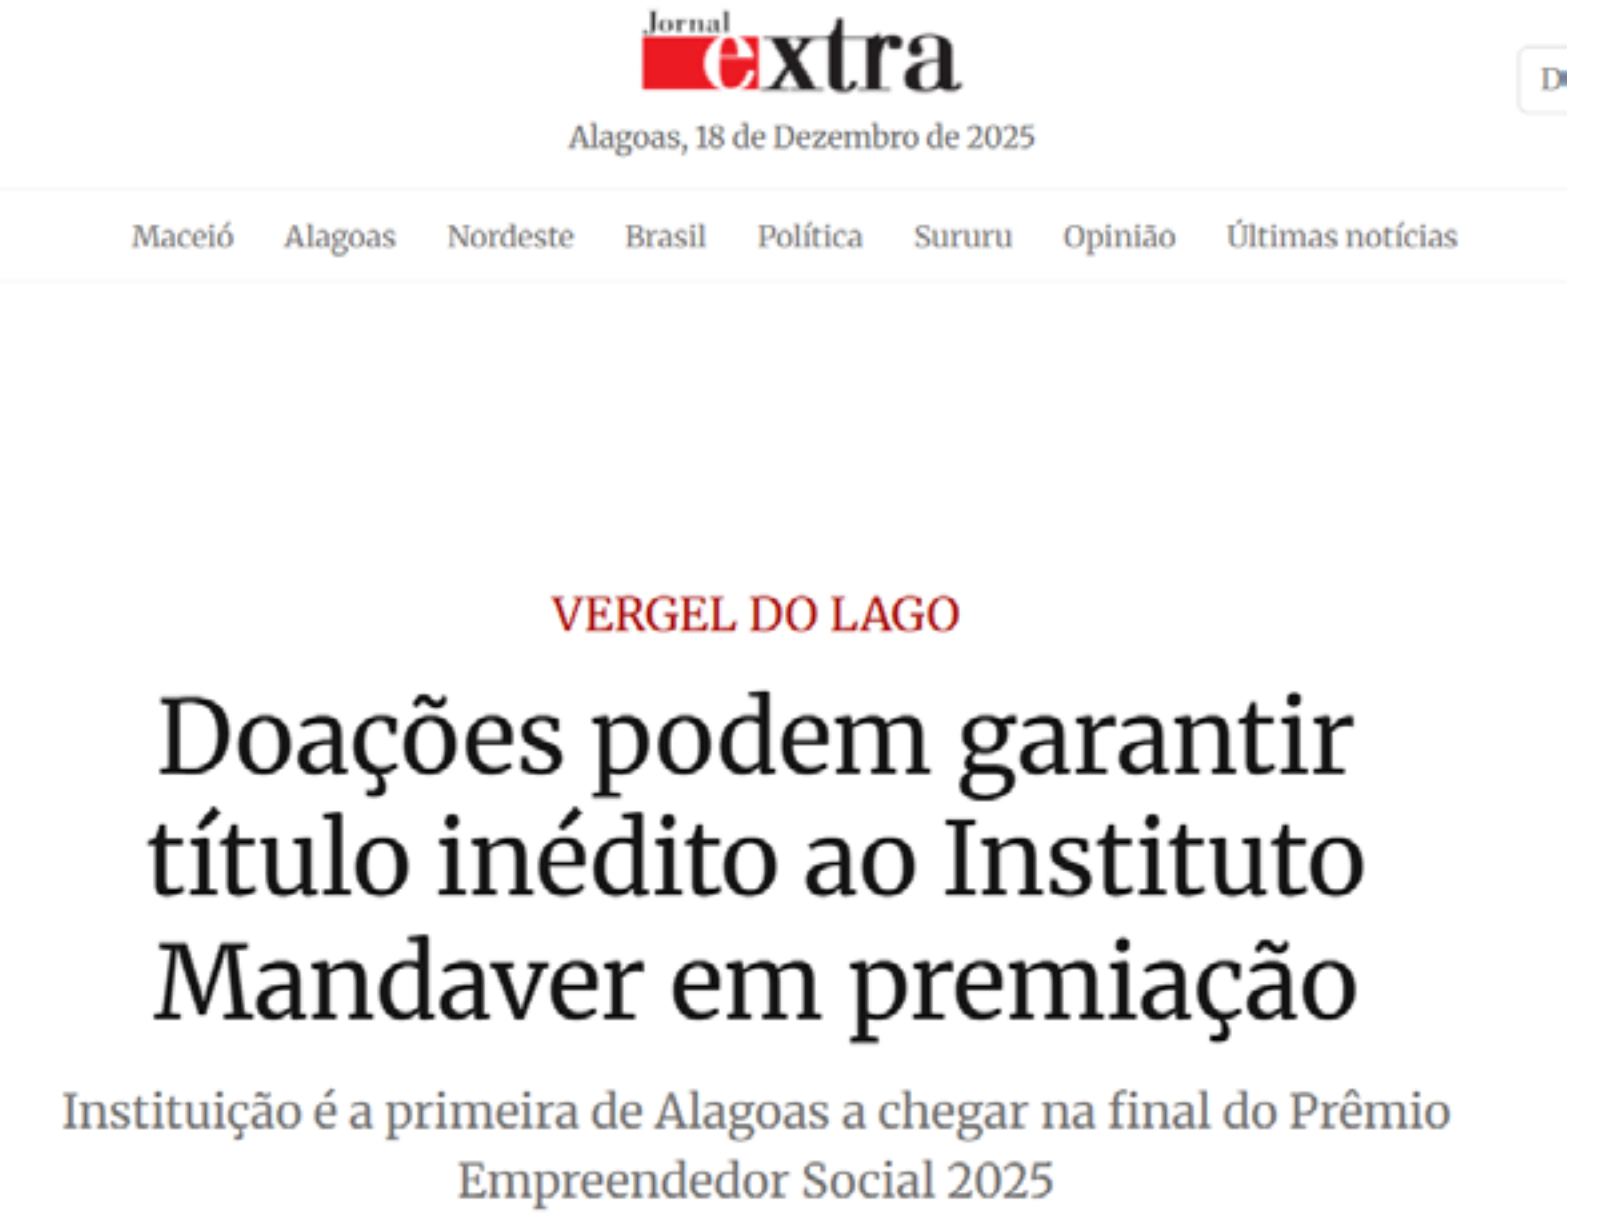 Jornal
extra
Alagoas, 18 de Dezembro de 2025
Maceió Alagoas Nordeste Brasil Política Sururu Opinião Últimas notícias
VERGEL DO LAGO
Doações podem garantir
título inédito ao Instituto
Mandaver em premiação
Instituição é a primeira de Alagoas a chegar na final do Prêmio
Empreendedor Social 2025